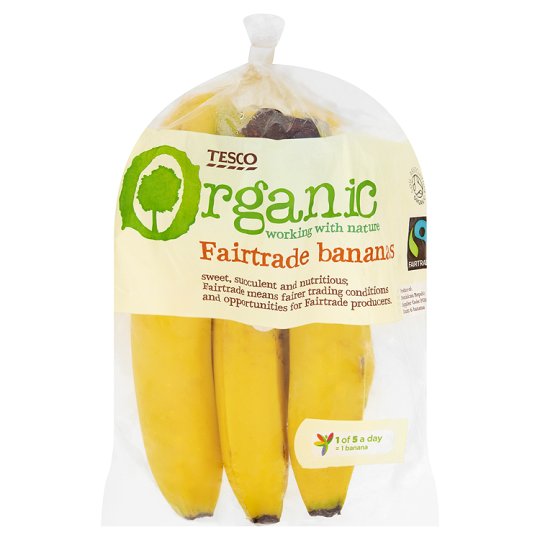 TESCO
Organic
working with nature
Fairtrade bananas
sweet, succulent and nutritious;
Fairtrade means fairer trading conditions
and opportunities for Fairtrade producers.
FAIRTRADE
1 of 5 a day
= 1 banana